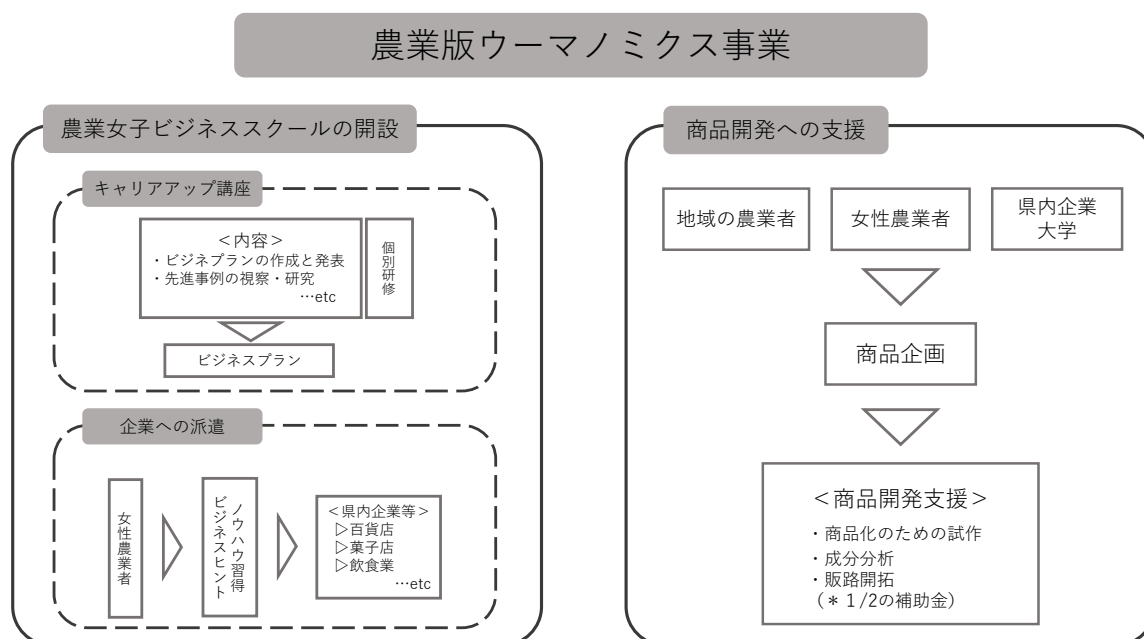 農業版ウーマノミクス事業
農業女子ビジネススクールの開設
キャリアアップ講座
＜内容＞
・ビジネプランの作成と発表
・先進事例の視察・研究
…etc
個別研修
ビジネスプラン
企業への派遣
女性農業者
ノウハウ習得
ビジネスヒント
＜県内企業等＞
▷百貨店
▷菓子店
▷飲食業
…etc
商品開発への支援
地域の農業者
女性農業者
県内企業
大学
商品企画
＜商品開発支援＞
・商品化のための試作
・成分分析
・販路開拓
（＊１/2の補助金）